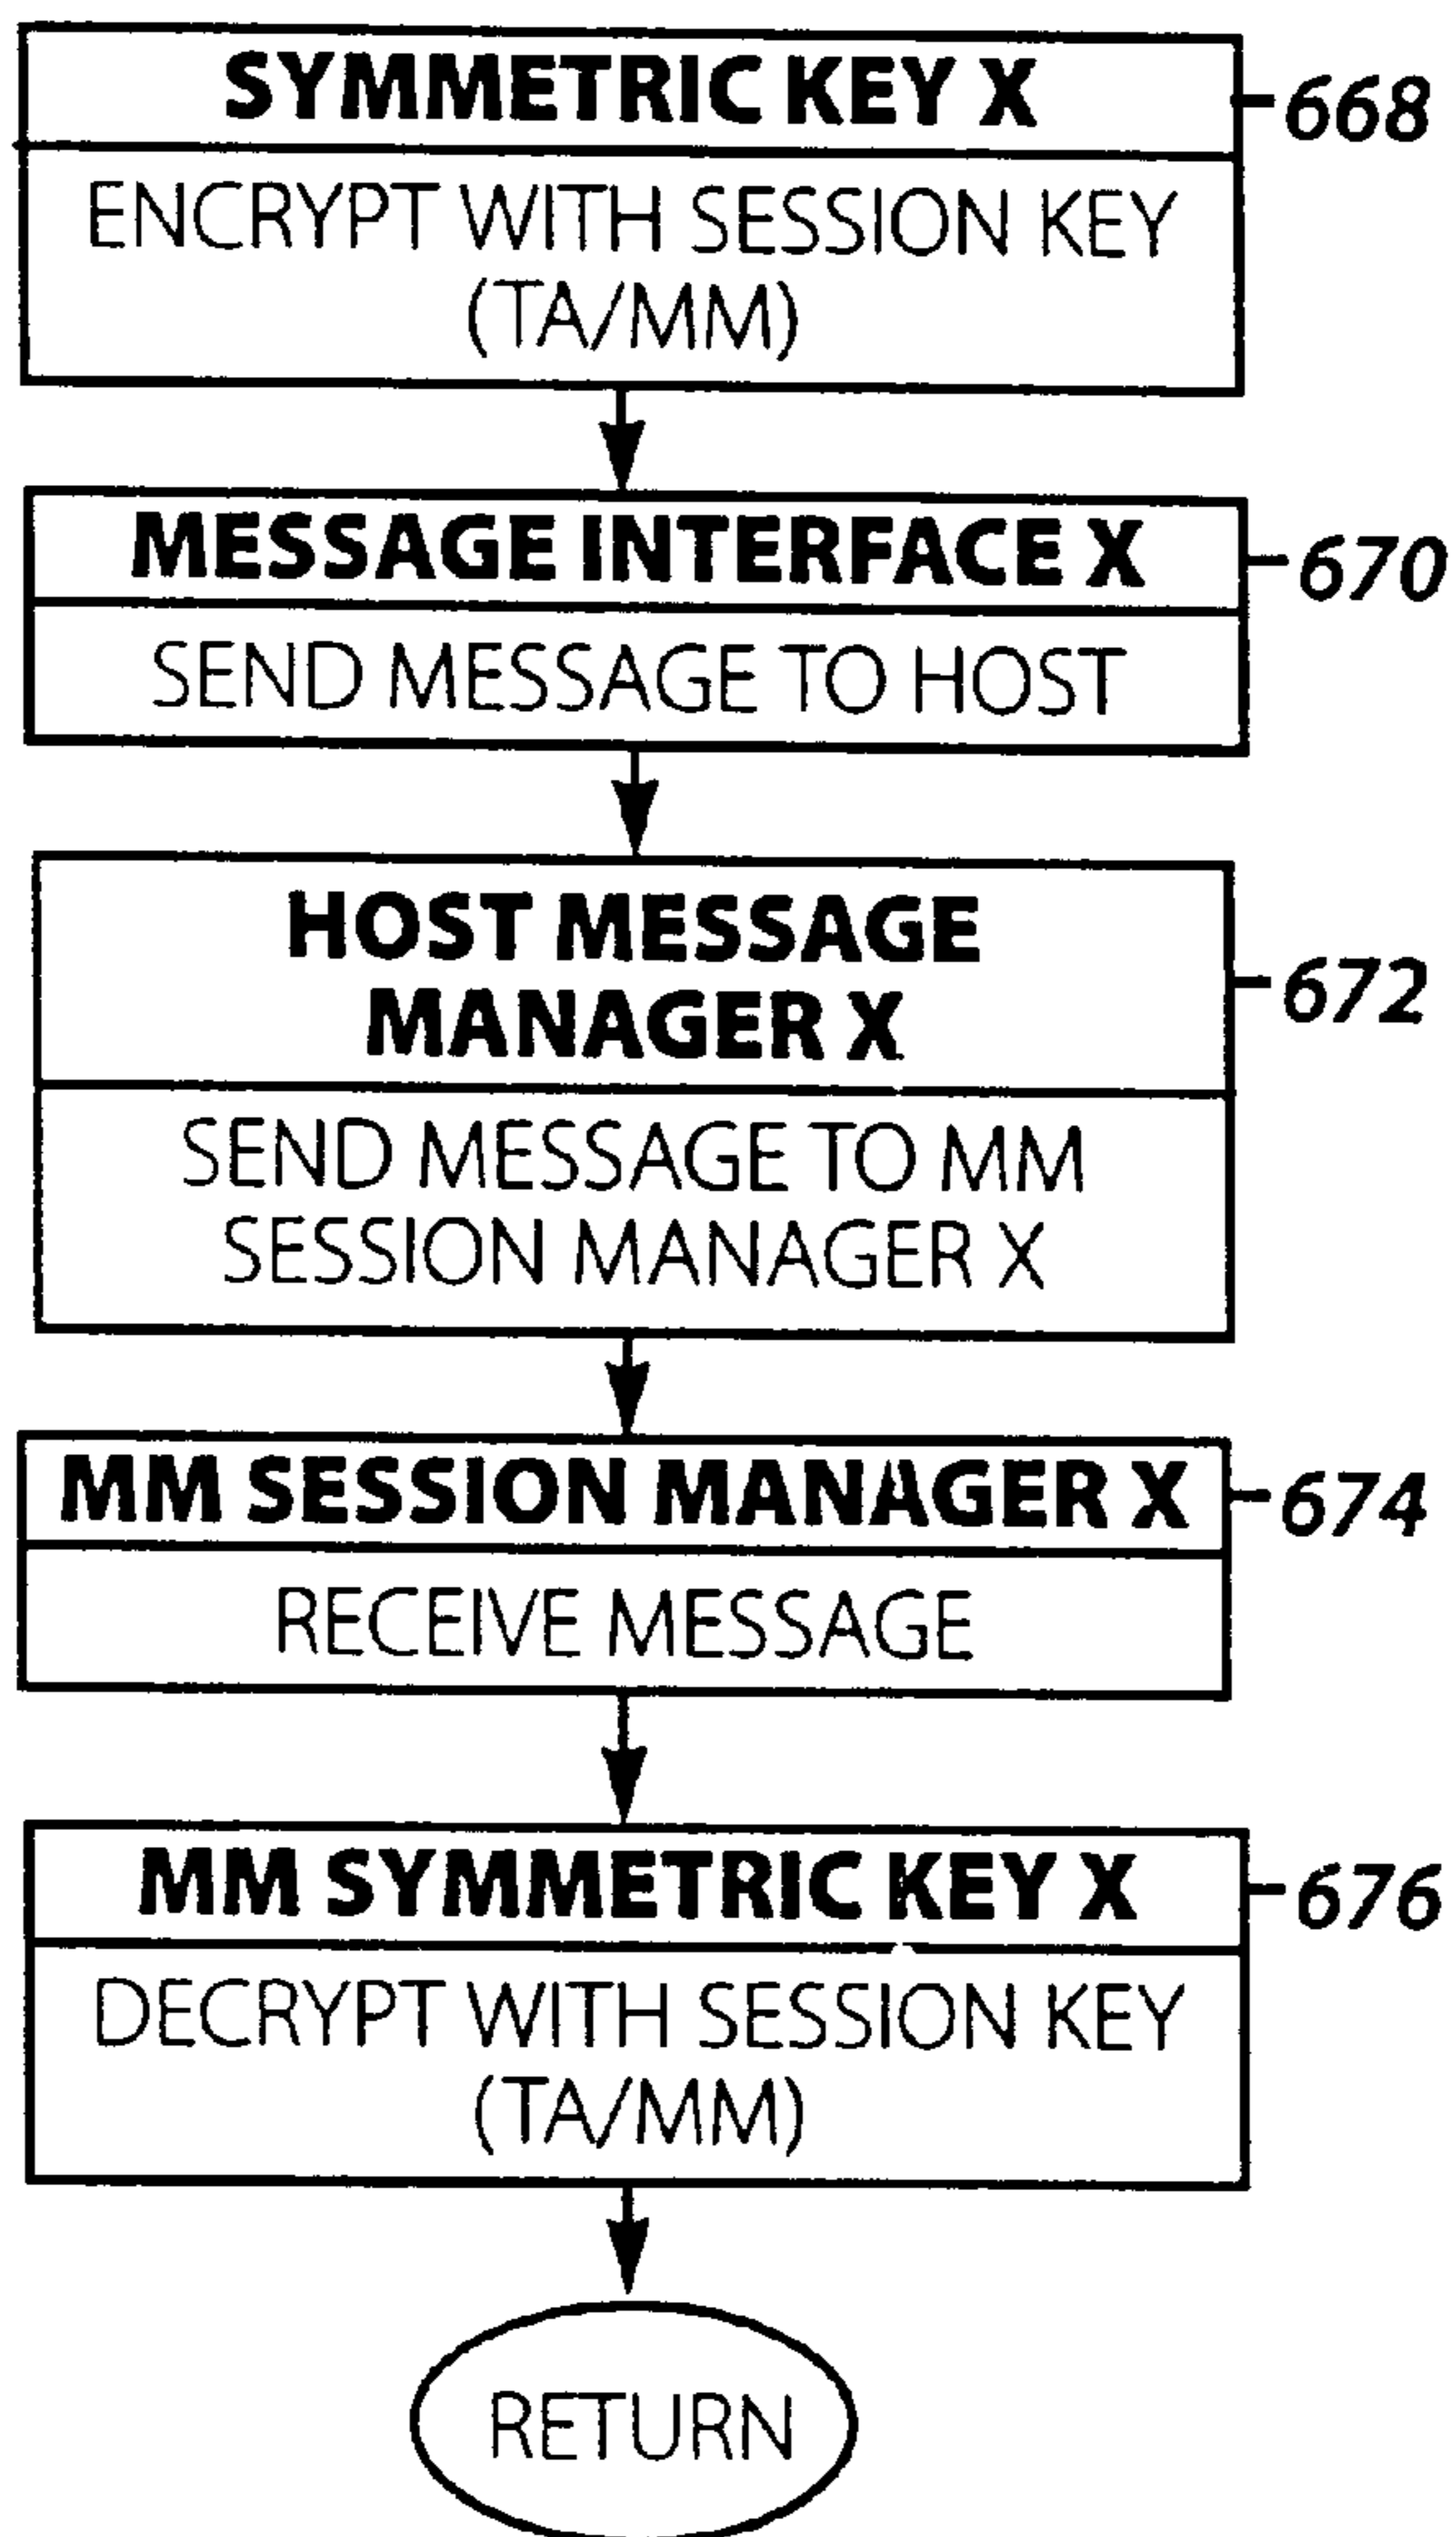 SYMMETRIC KEY X
668
ENCRYPT WITH SESSION KEY
(TA/MM)
MESSAGE INTERFACE X
670
SEND MESSAGE TO HOST
HOST MESSAGE
MANAGER X
672
SEND MESSAGE TO MM
SESSION MANAGER X
MM SESSION MANAGER X
674
RECEIVE MESSAGE
MM SYMMETRIC KEY X
676
DECRYPT WITH SESSION KEY
(TA/MM)
RETURN